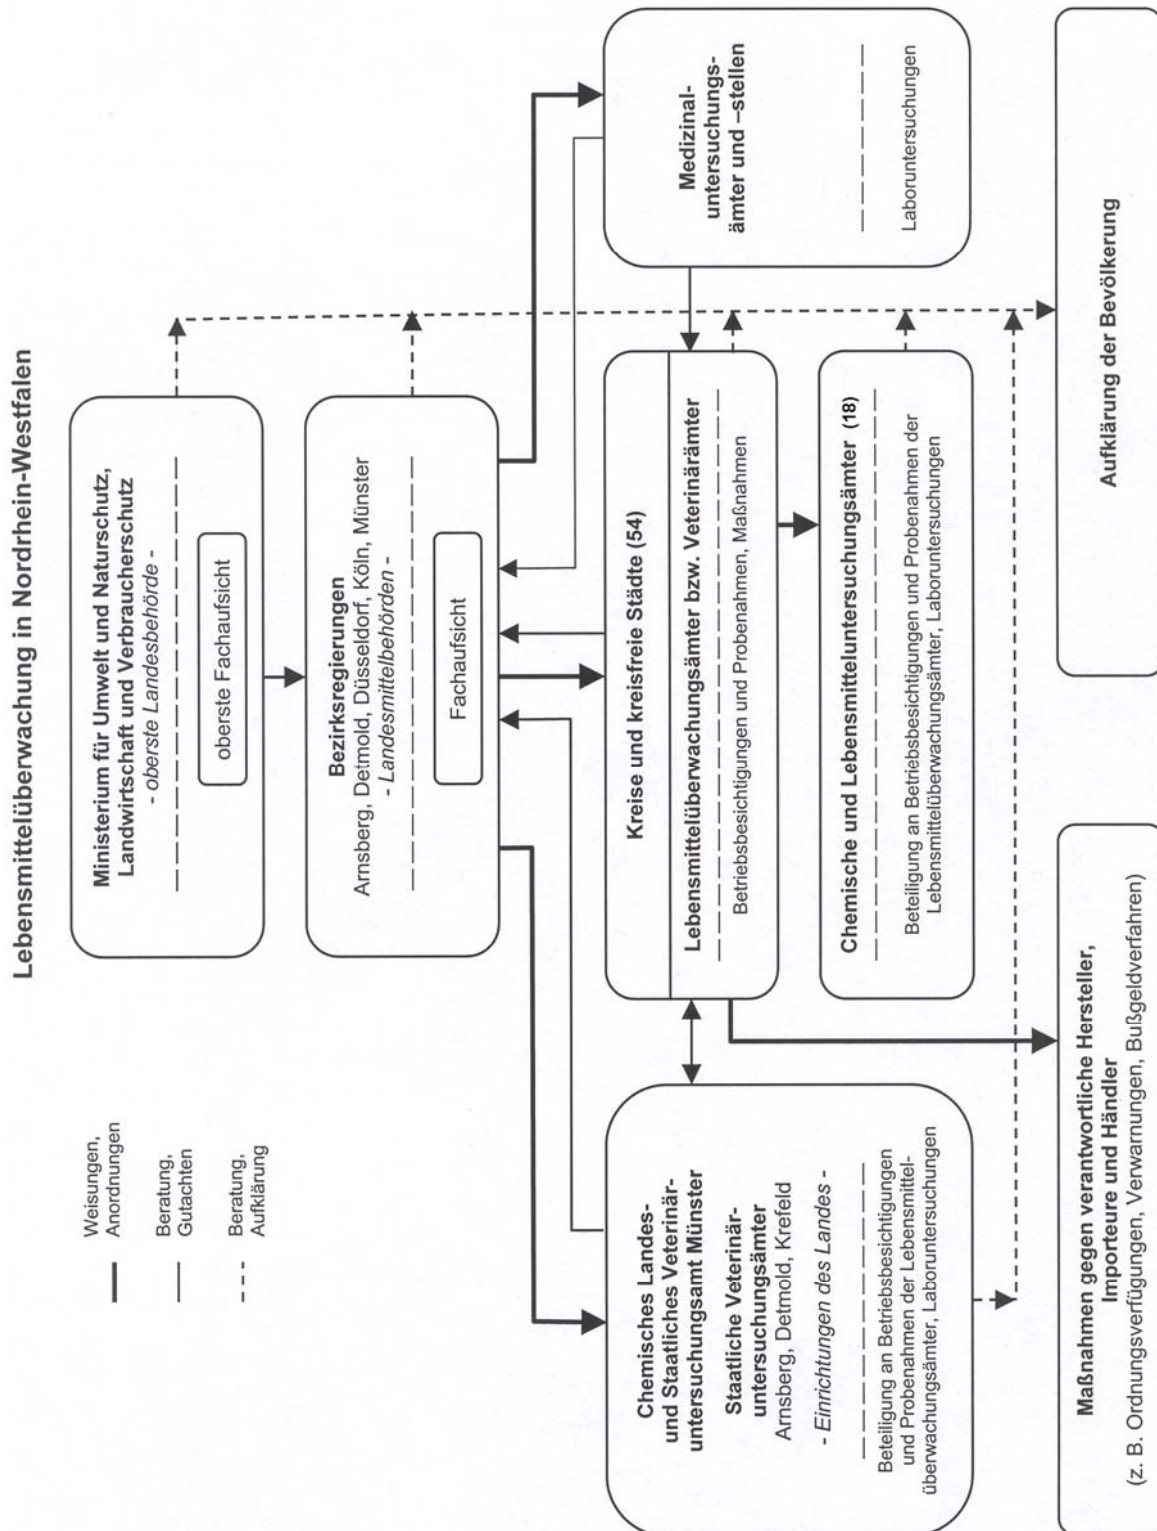 Lebensmittelüberwachung in Nordrhein-Westfalen
Weisungen,
Anordnungen
Beratung,
Gutachten
Beratung,
Aufklärung
Ministerium für Umwelt und Naturschutz,
Landwirtschaft und Verbraucherschutz
- oberste Landesbehörde -
oberste Fachaufsicht
Bezirksregierungen
Arnsberg, Detmold, Düsseldorf, Köln, Münster
- Landesmittelbehörden -
Fachaufsicht
Chemisches Landes-
und Staatliches Veterinär-
untersuchungsamt Münster
Staatliche Veterinär-
untersuchungsämter
Arnsberg, Detmold, Krefeld
- Einrichtungen des Landes -
Beteiligung an Betriebsbesichtigungen
und Probenahmen der Lebensmittel-
überwachungsämter, Laboruntersuchungen
Kreise und kreisfreie Städte (54)
Lebensmittelüberwachungsämter bzw. Veterinärämter
Betriebsbesichtigungen und Probenahmen, Maßnahmen
Chemische und Lebensmitteluntersuchungsämter (18)
Beteiligung an Betriebsbesichtigungen und Probenahmen der
Lebensmittelüberwachungsämter, Laboruntersuchungen
Medizinal-
untersuchungs-
ämter und –stellen
Laboruntersuchungen
Maßnahmen gegen verantwortliche Hersteller,
Importeure und Händler
(z. B. Ordnungsverfügungen, Verwarnungen, Bußgeldverfahren)
Aufklärung der Bevölkerung